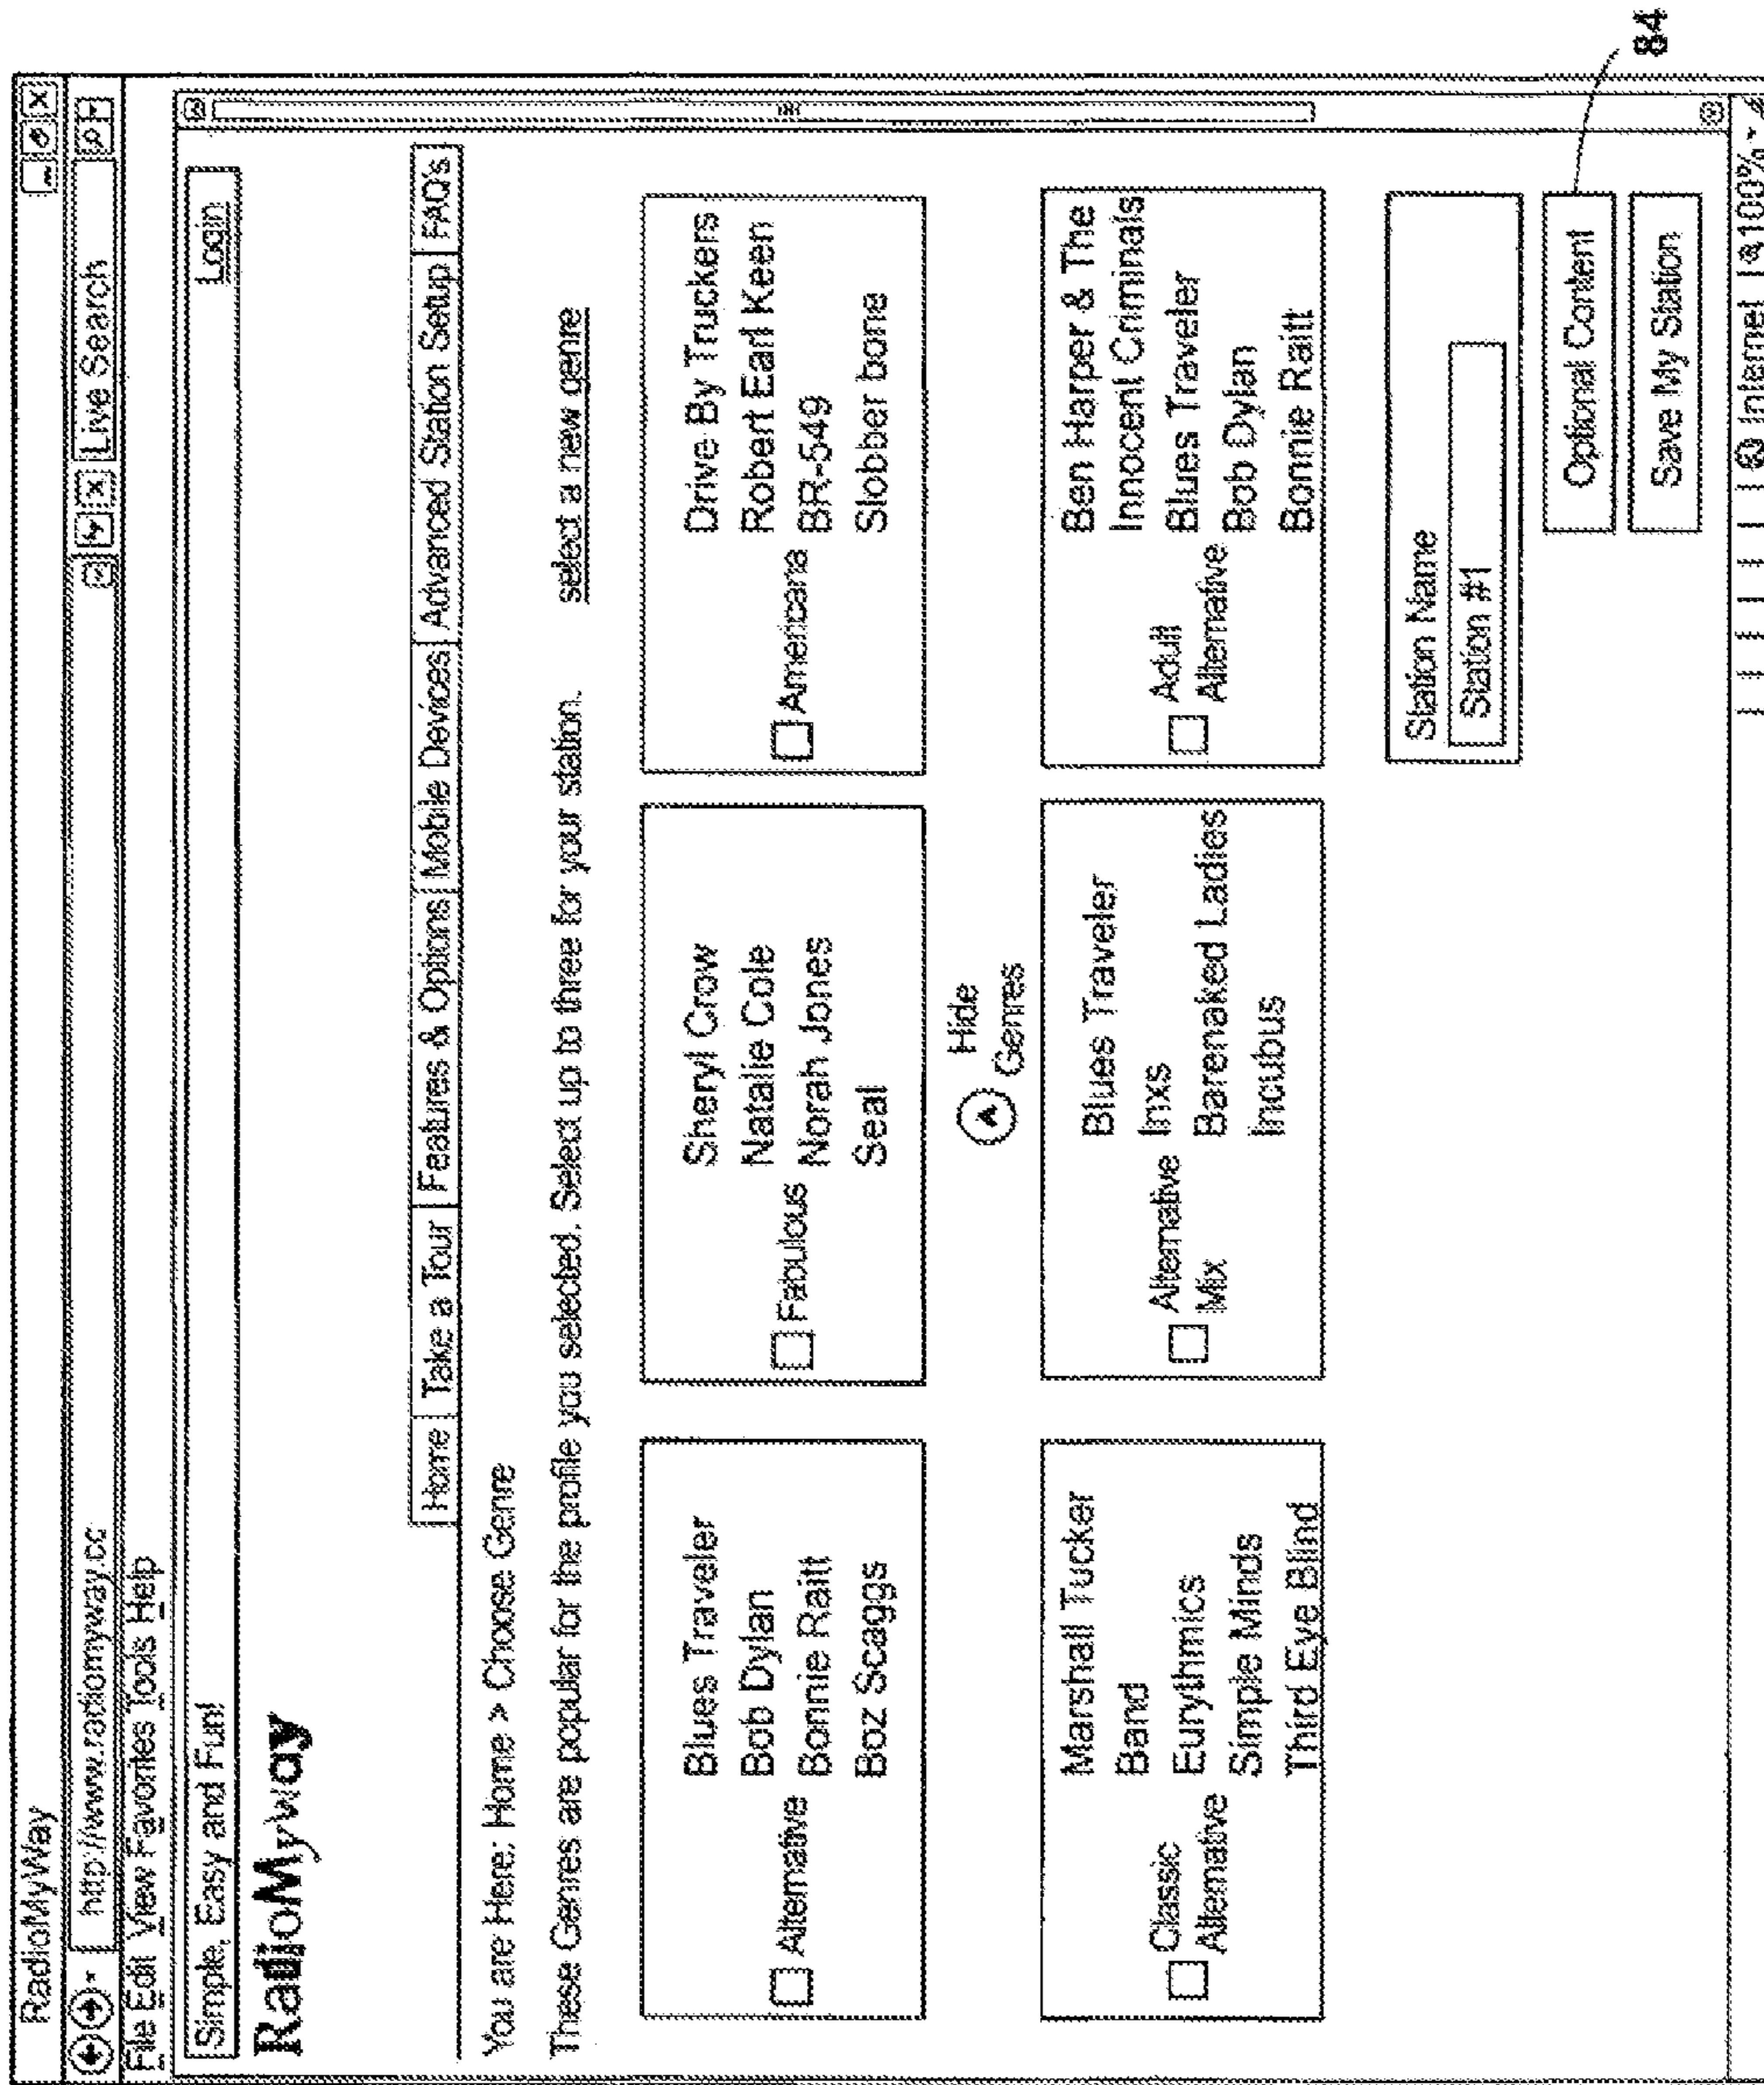 RadioMyWay
http://www.radiomyway.cc
Live Search
File Edit View Favorites Tools Help
Simple, Easy and Fun!
Login
RadioMyway
Home Take a Tour Features & Options Mobile Devices Advanced Station Setup FAQ's
You are Here: Home > Choose Genre
These Genres are popular for the profile you selected. Select up to three for your station.
select a new genre
Alternative
Blues Traveler
Bob Dylan
Bonnie Raitt
Boz Scaggs
Fabulous
Sheryl Crow
Natalie Cole
Norah Jones
Seal
Americana
Drive By Truckers
Robert Earl Keen
BR-549
Slobber bone
Hide
Genres
Classic
Alternative
Marshall Tucker
Band
Eurythmics
Simple Minds
Third Eye Blind
Alternative
Mix
Blues Traveler
Inxs
Barenaked Ladies
Incubus
Adult
Alternative
Ben Harper & The
Innocent Criminals
Blues Traveler
Bob Dylan
Bonnie Raitt
Station Name
Station #1
Optional Content
84
Save My Station
Internet 100%